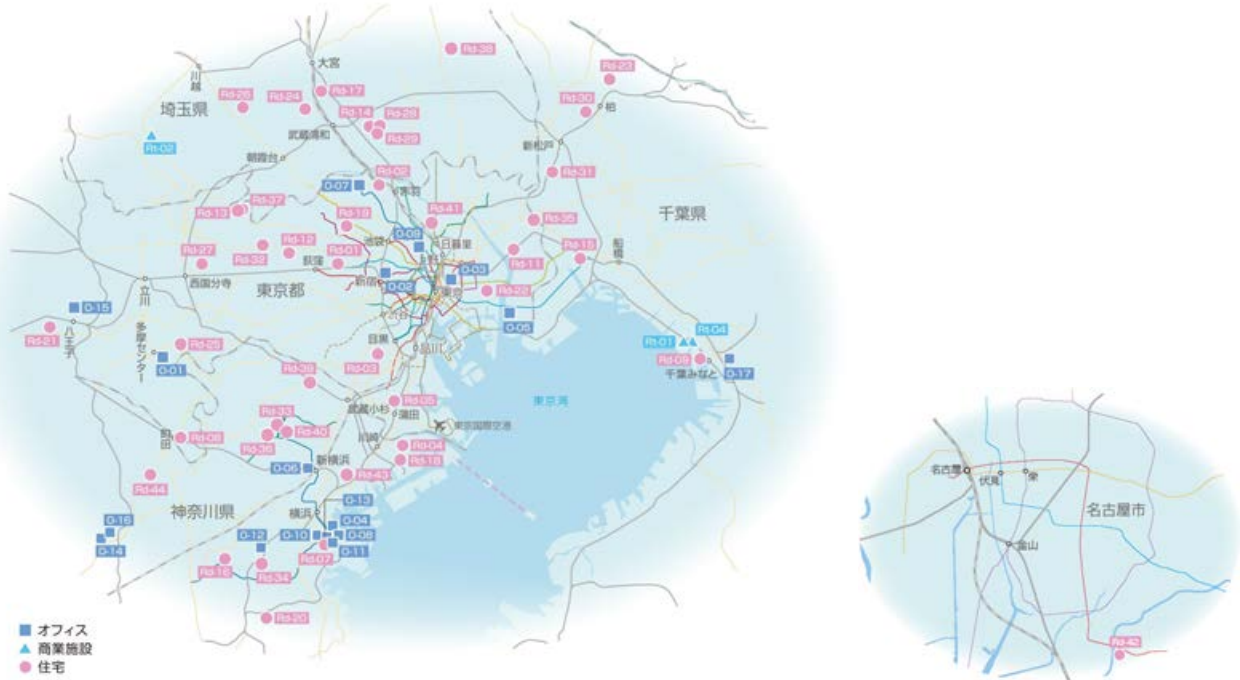 Rd-38
大宮
Rd-23
川越
Rd-17
埼玉県
Rd-26
Rd-24
Rd-30
柏
Rd-14
Rd-28
武蔵浦和
Rd-29
Rt-02
新松戸
朝霞台
Rd-31
Rd-02
O-07
赤羽
Rd-37
Rd-13
Rd-19
Rd-41
Rd-35
千葉県
O-09
池袋
日暮里
Rd-12
Rd-01
Rd-27
Rd-32
荻窪
上野
Rd-11
Rd-15
船橋
O-03
西国分寺
新宿
O-02
東京
Rd-22
東京都
立川
O-15
渋谷
O-05
八王子
Rd-21
多摩センター
Rd-25
O-01
目黒
品川
Rd-03
Rt-04
Rt-01
Rd-09
千葉みなと
O-17
Rd-39
武蔵小杉
Rd-05
蒲田
東京湾
Rd-33
東京国際空港
町田
Rd-08
Rd-36
Rd-40
川崎
Rd-04
Rd-18
O-06
新横浜
Rd-43
Rd-44
名古屋
伏見
栄
名古屋市
金山
神奈川県
横浜
O-13
O-16
O-04
O-14
O-12
O-10
O-08
O-11
Rd-07
Rd-16
Rd-34
Rd-20
Rd-42
オフィス
商業施設
住宅